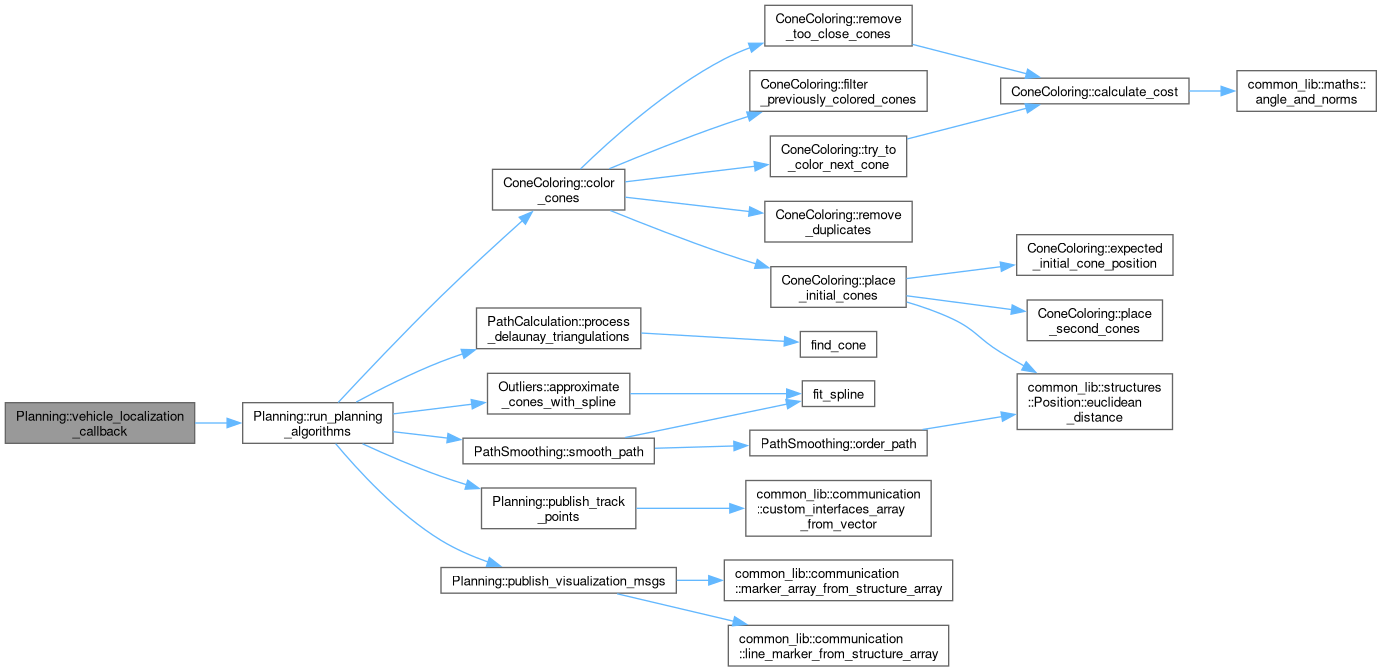 Planning::vehicle_localization
_callback
Planning::run_planning
_algorithms
ConeColoring::color
_cones
PathCalculation::process
_delaunay_triangulations
Outliers::approximate
_cones_with_spline
PathSmoothing::smooth_path
Planning::publish_track
_points
Planning::publish_visualization_msgs
ConeColoring::remove
_too_close_cones
ConeColoring::filter
_previously_colored_cones
ConeColoring::try_to
_color_next_cone
ConeColoring::remove
_duplicates
ConeColoring::place
_initial_cones
find_cone
fit_spline
PathSmoothing::order_path
common_lib::communication
::custom_interfaces_array
_from_vector
common_lib::communication
::marker_array_from_structure_array
common_lib::communication
::line_marker_from_structure_array
ConeColoring::calculate_cost
ConeColoring::expected
_initial_cone_position
ConeColoring::place
_second_cones
common_lib::structures
::Position::euclidean
_distance
common_lib::maths::
angle_and_norms